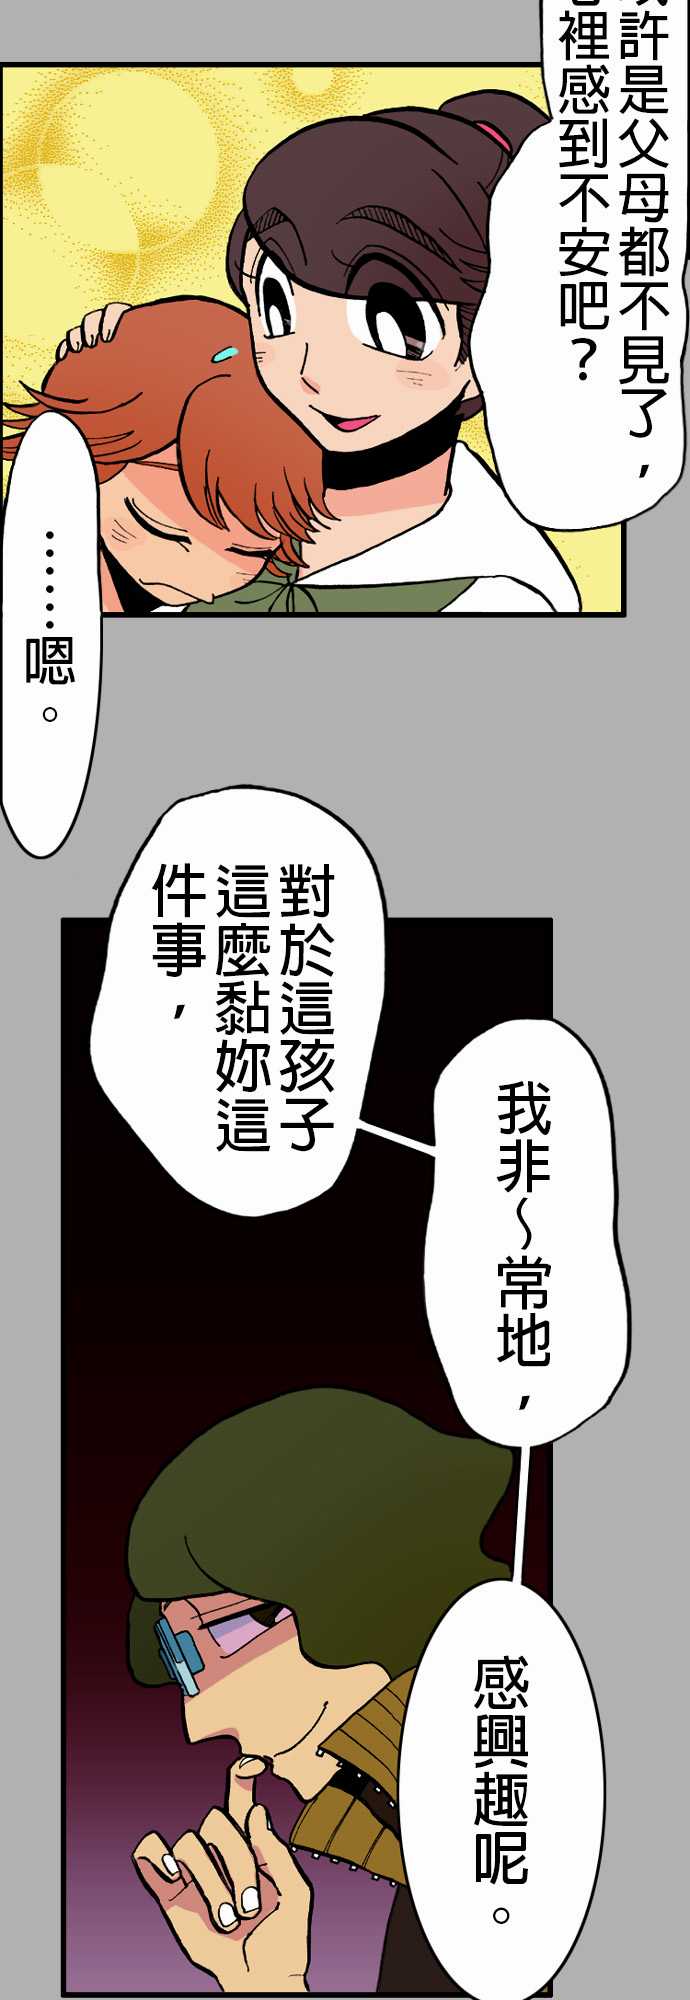 許是父母都不見了，
裡感到不安吧？
……嗯。
對於這孩子
這麼黏妳這
件事，
我非～常地，
感興趣呢。